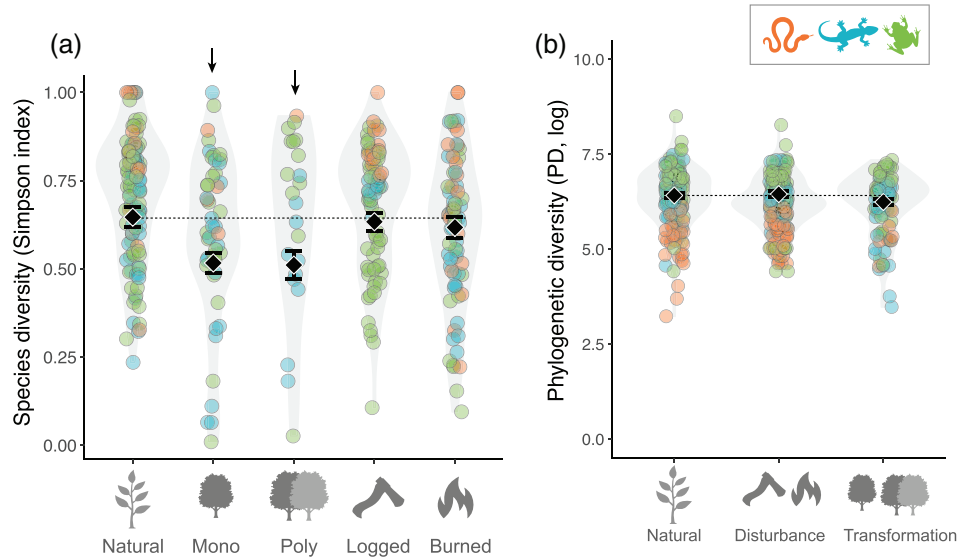 (a)
Species diversity (Simpson index)
1.00
0.75
0.50
0.25
0.00
Natural Mono Poly Logged Burned
(b)
Phylogenetic diversity (PD, log)
10.0
7.5
5.0
2.5
0.0
Natural Disturbance Transformation